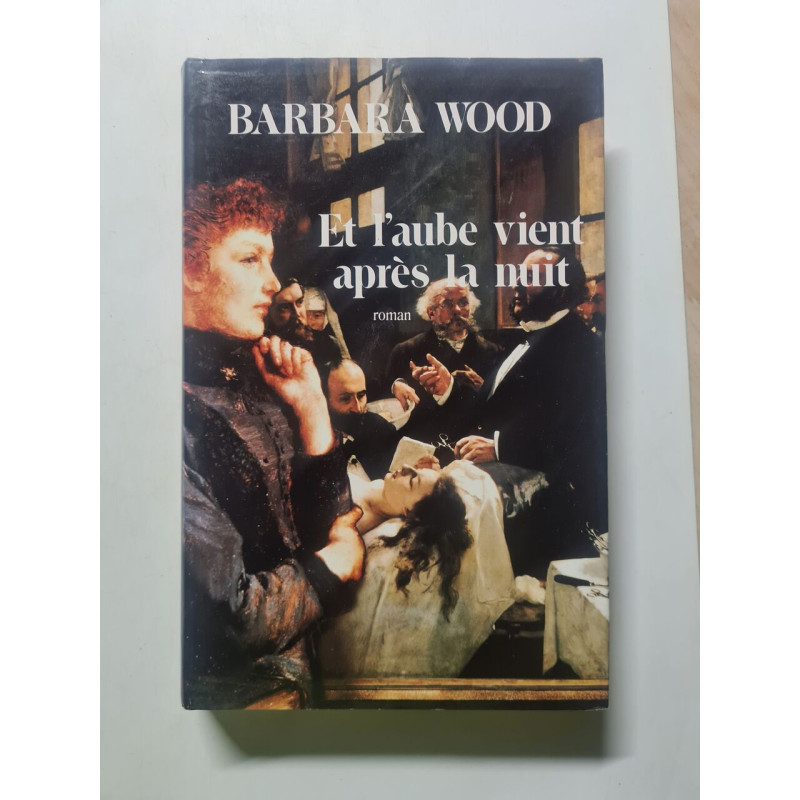 BARBARA WOOD
Et l'aube vient
après la nuit
roman